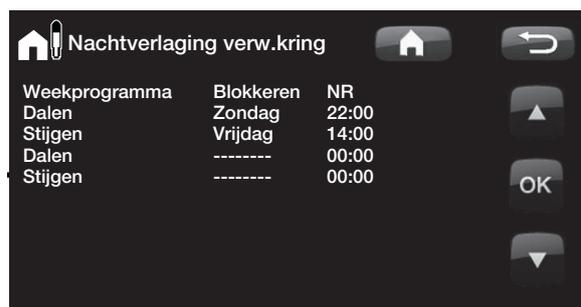 Nachtverlaging verw.kring
Weekprogramma Blokkeren NR
Dalen Zondag 22:00
Stijgen Vrijdag 14:00
Dalen -------- 00:00
Stijgen -------- 00:00
OK